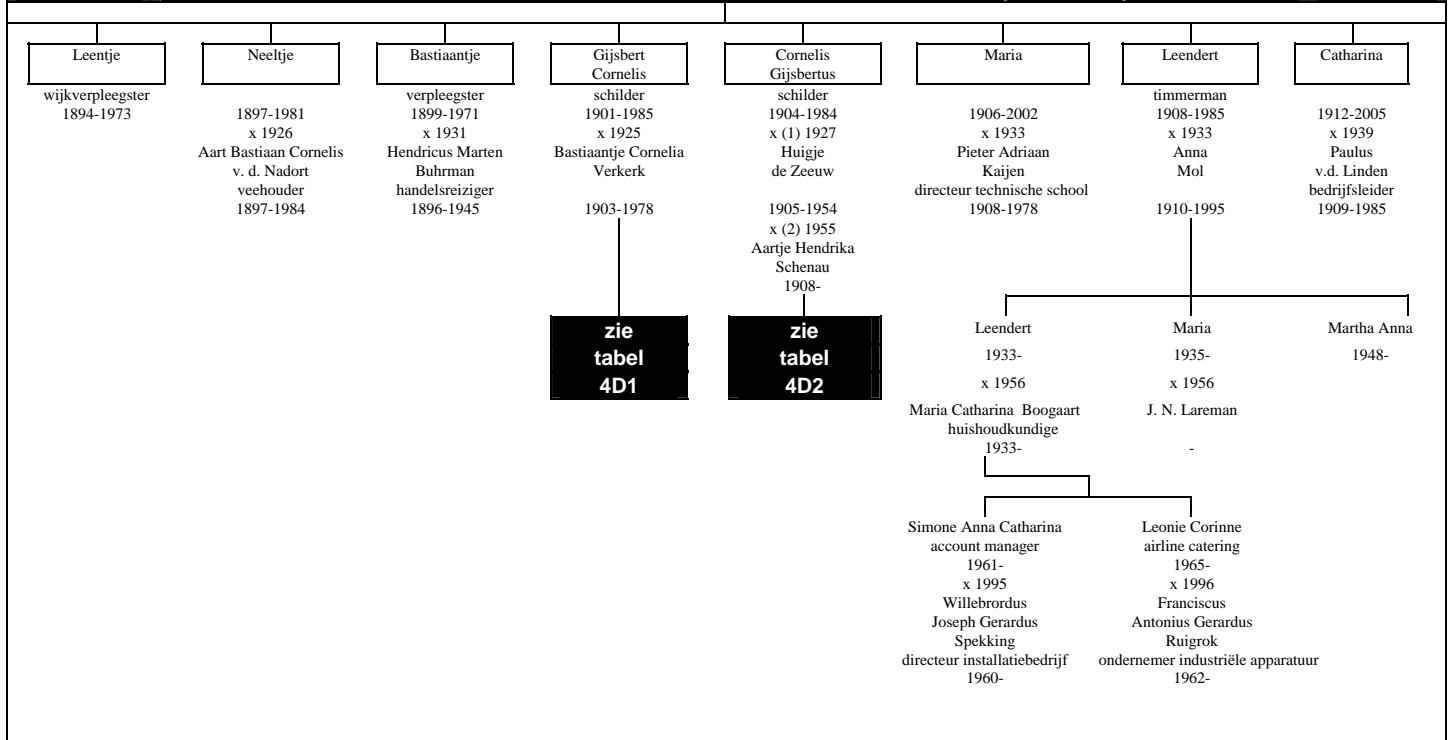 Leentje
wijkverpleegster
1894-1973
Neeltje
1897-1981
x 1926
Aart Bastiaan Cornelis
v. d. Nadort
veehouder
1897-1984
Bastiaantje
verpleegster
1899-1971
x 1931
Hendricus Marten
Buhrman
handelsreiziger
1896-1945
Gijsbert
Cornelis
schilder
1901-1985
x 1925
Bastiaantje Cornelia
Verkerk
1903-1978
zie
tabel
4D1
Cornelis
Gijsbertus
schilder
1904-1984
x (1) 1927
Huigje
de Zeeuw
1905-1954
x (2) 1955
Aartje Hendrika
Schenau
1908-
zie
tabel
4D2
Maria
1906-2002
x 1933
Pieter Adriaan
Kaijen
directeur technische school
1908-1978
Leendert
timmerman
1908-1985
x 1933
Anna
Mol
1910-1995
Catharina
1912-2005
x 1939
Paulus
v.d. Linden
bedrijfsleider
1909-1985
Leendert
1933-
x 1956
Maria Catharina  Boogaart
huishoudkundige
1933-
Maria
1935-
x 1956
J. N. Lareman
-
Martha Anna
1948-
Simone Anna Catharina
account manager
1961-
x 1995
Willebrordus
Joseph Gerardus
Spekking
directeur installatiebedrijf
1960-
Leonie Corinne
airline catering
1965-
x 1996
Franciscus
Antonius Gerardus
Ruigrok
ondernemer industriële apparatuur
1962-